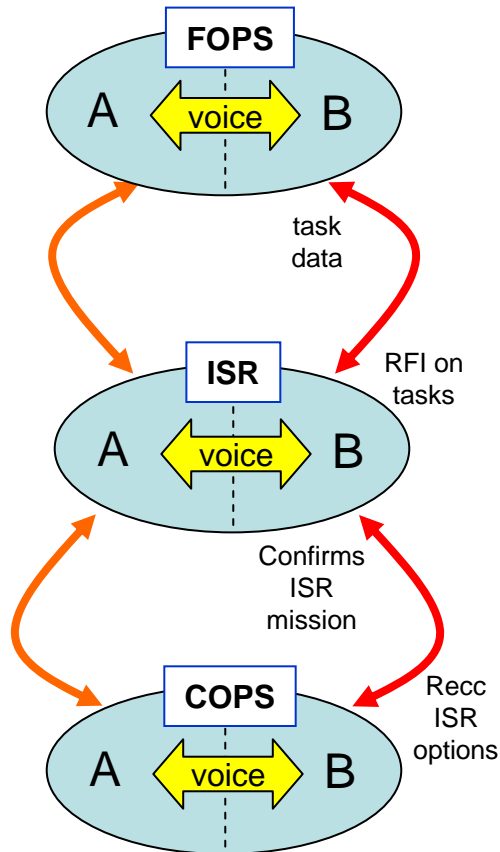 FOPS
A voice B
task
data
RFI on
tasks
ISR
A voice B
Confirms
ISR
mission
Recc
ISR
options
COPS
A voice B